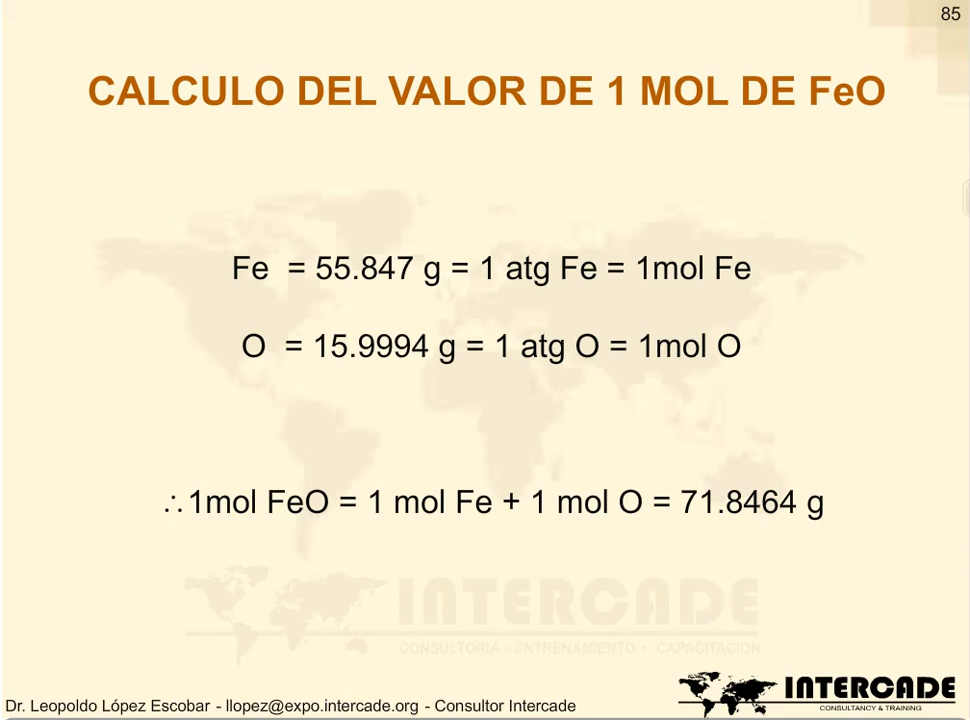 85
CALCULO DEL VALOR DE 1 MOL DE FeO
Fe = 55.847 g = 1 atg Fe = 1mol Fe
O = 15.9994 g = 1 atg O = 1mol O
∴1mol FeO = 1 mol Fe + 1 mol O = 71.8464 g
INTERCADE
CONSULTORIA · ENTRENAMIENTO · CAPACITACION
INTERCADE
CONSULTANCY & TRAINING
Dr. Leopoldo López Escobar - llopez@expo.intercade.org - Consultor Intercade